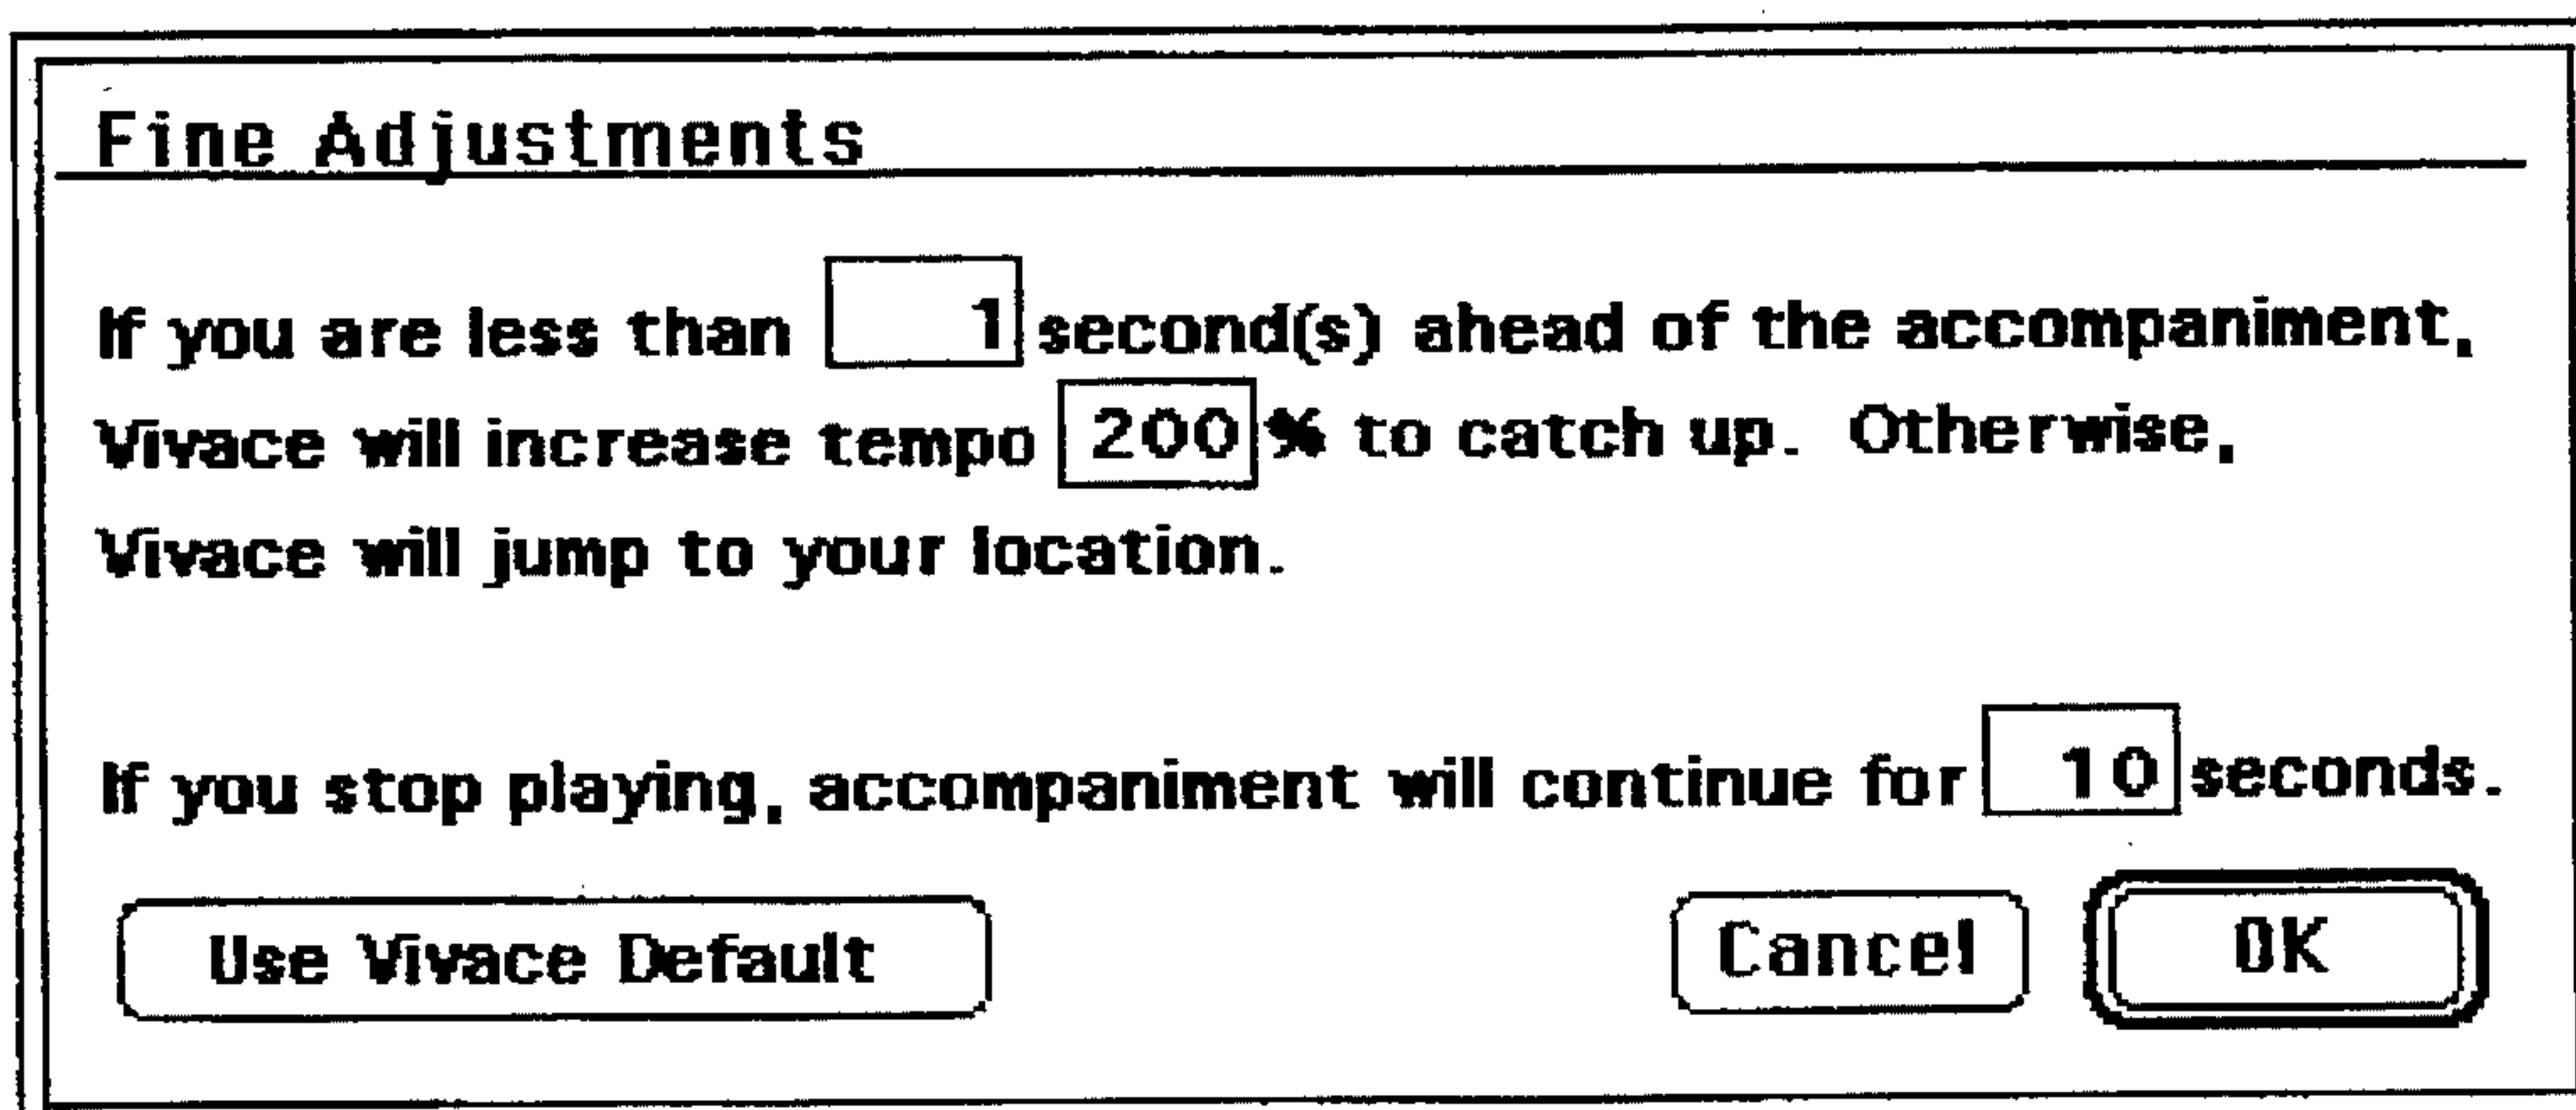 Fine Adjustments
If you are less than 1 second(s) ahead of the accompaniment,
Vivace will increase tempo 200 % to catch up. Otherwise,
Vivace will jump to your location.
If you stop playing, accompaniment will continue for 10 seconds.
Use Vivace Default Cancel OK